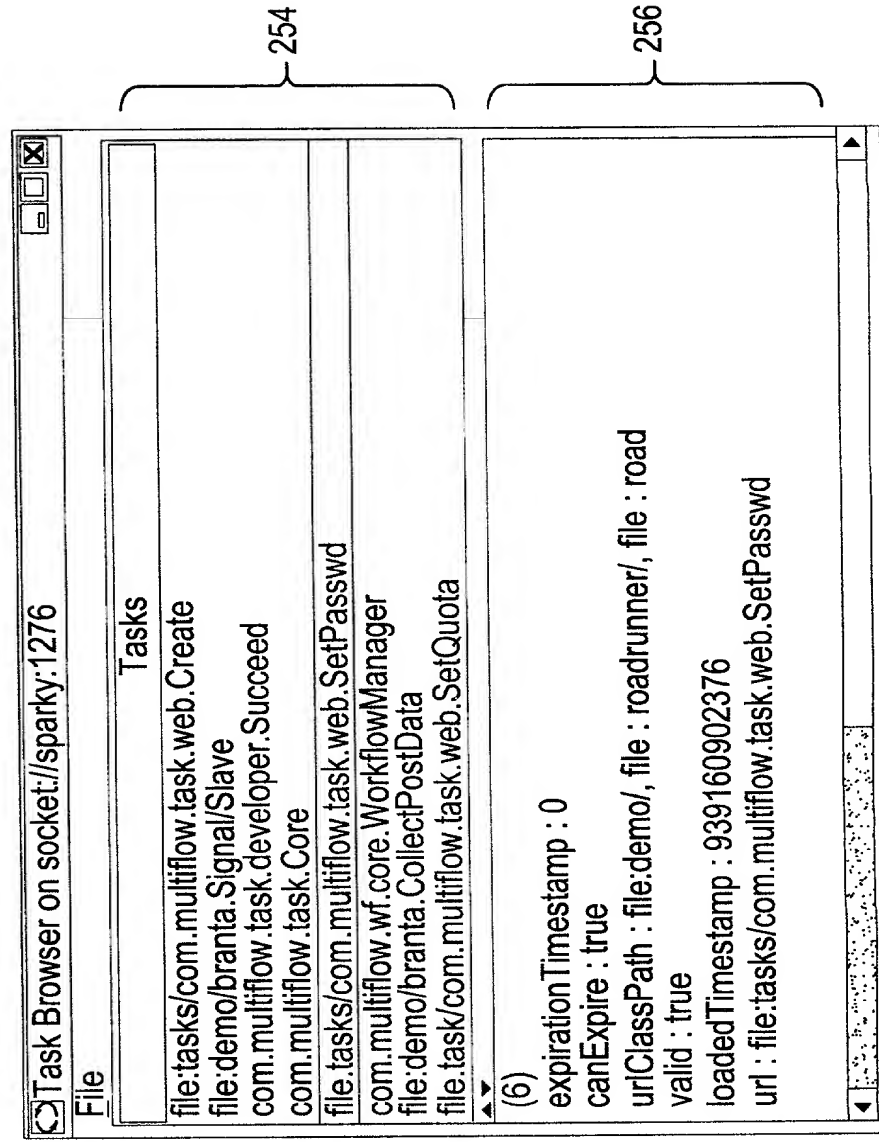 Task Browser on socket://sparky:1276
File
Tasks
file:tasks/com.multiflow.task.web.Create
file:demo/branta.Signal/Slave
com.multiflow.task.developer.Succeed
com.multiflow.task.Core
file.tasks/com.multiflow.task.web.SetPasswd
com.multiflow.wf.core.WorkflowManager
file:demo/branta.CollectPostData
file.task/com.multiflow.task.web.SetQuota
254
(6)
expirationTimestamp : 0
canExpire : true
urlClassPath : file:demo/, file : roadrunner/, file : road
valid : true
loadedTimestamp : 939160902376
url : file:tasks/com.multiflow.task.web.SetPasswd
256